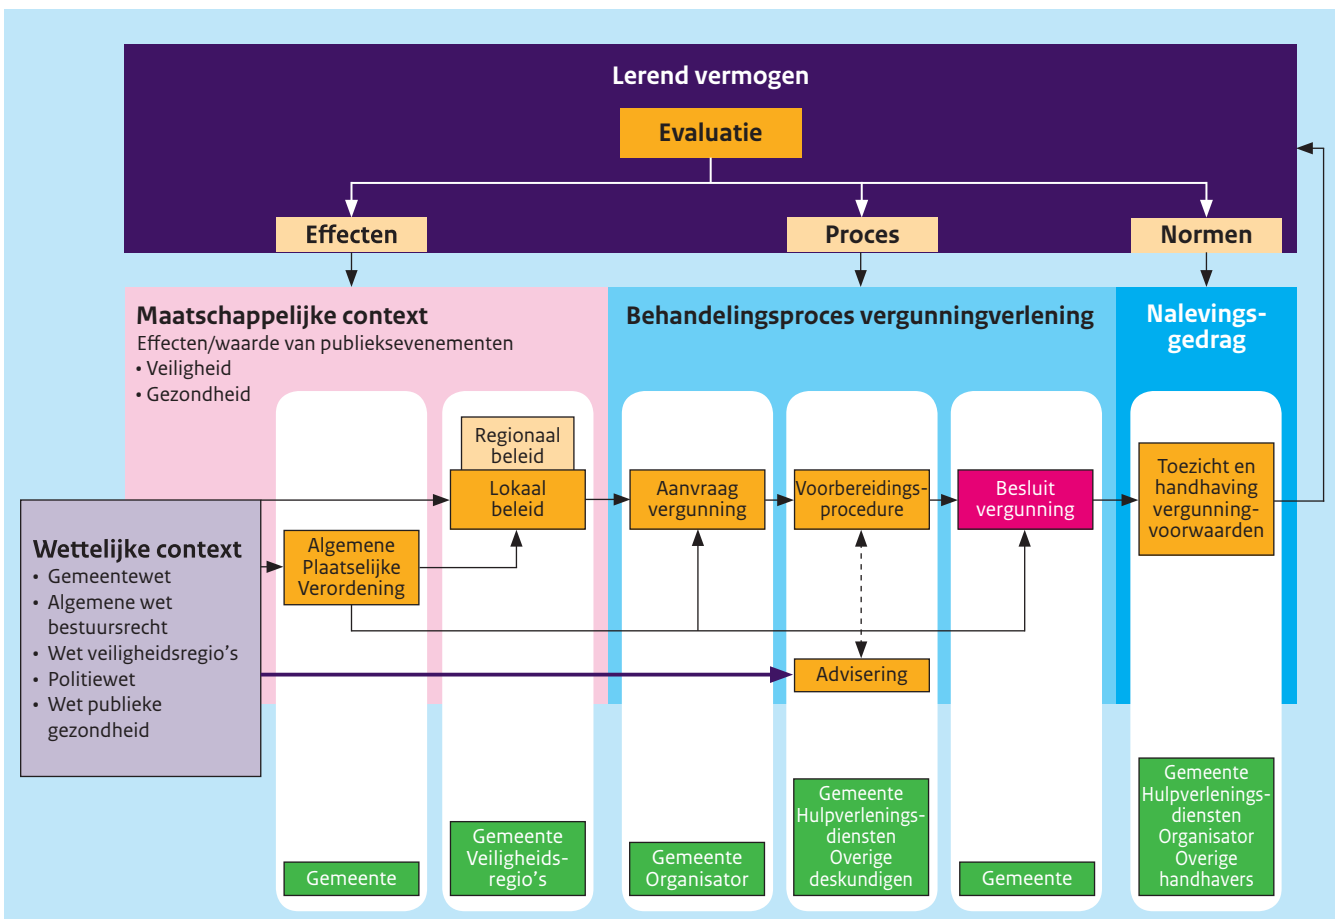 Lerend vermogen
Evaluatie
Effecten
Proces
Normen
Maatschappelijke context
Effecten/waarde van publieksevenementen
• Veiligheid
• Gezondheid
Behandelingsproces vergunningverlening
Nalevings-
gedrag
Wettelijke context
• Gemeentewet
• Algemene wet
bestuursrecht
• Wet veiligheidsregio's
• Politiewet
• Wet publieke
gezondheid
Algemene
Plaatselijke
Verordening
Regionaal
beleid
Lokaal
beleid
Aanvraag
vergunning
Voorbereidings-
procedure
Besluit
vergunning
Toezicht en
handhaving
vergunning-
voorwaarden
Advisering
Gemeente
Gemeente
Veiligheids-
regio's
Gemeente
Organisator
Gemeente
Hulpverlenings-
diensten
Overige
deskundigen
Gemeente
Gemeente
Hulpverlenings-
diensten
Organisator
Overige
handhavers